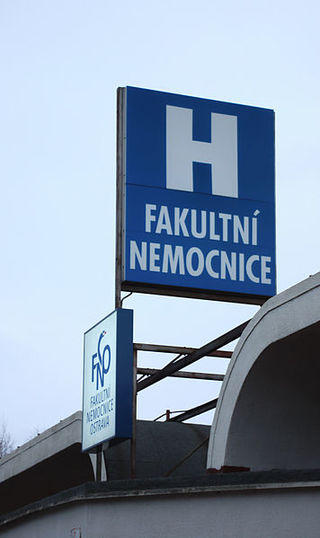 H
FAKULTNÍ
NEMOCNICE
FNO
FAKULTNÍ
NEMOCNICE
OSTRAVA